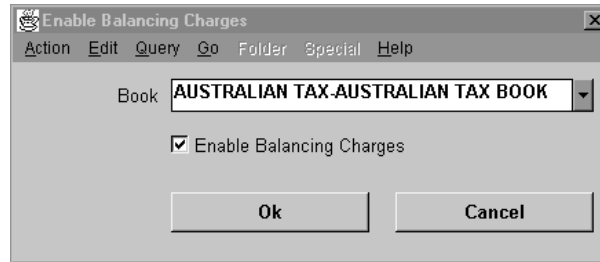 Enable Balancing Charges
Action Edit Query Go Folder Special Help
Book AUSTRALIAN TAX-AUSTRALIAN TAX BOOK
Enable Balancing Charges
Ok Cancel